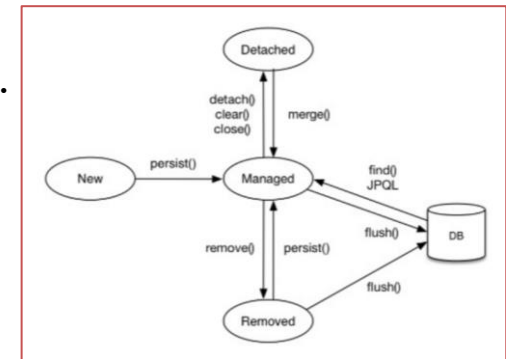 Detached
detach()
clear()
close()
merge()
New
persist()
Managed
find()
JPQL
DB
flush()
remove()
persist()
flush()
Removed